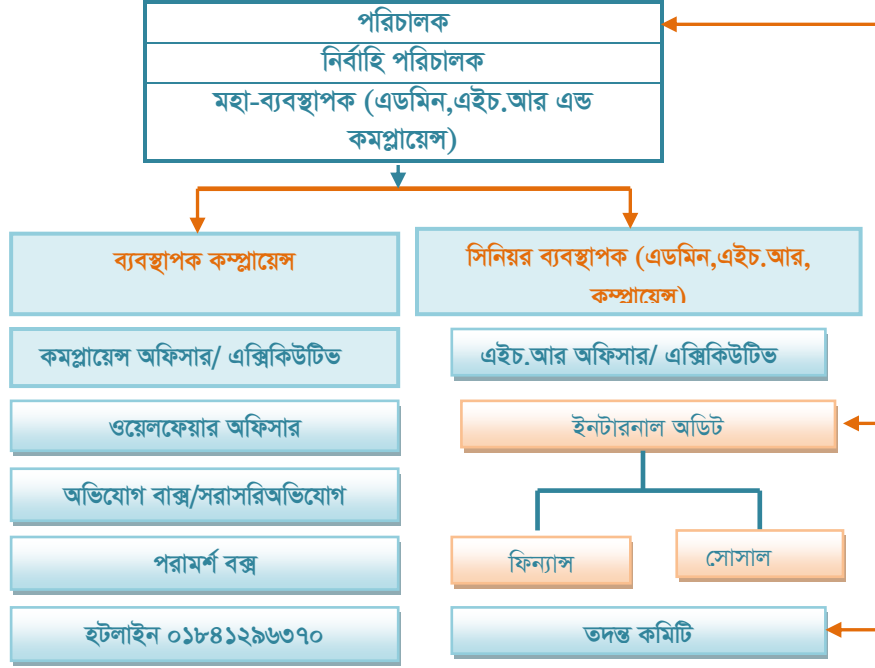 পরিচালক
নির্বাহি পরিচালক
মহা-ব্যবস্থাপক (এডমিন,এইচ.আর এন্ড
কমপ্লায়েন্স)
ব্যবস্থাপক কম্প্লায়েন্স
সিনিয়র ব্যবস্থাপক (এডমিন,এইচ.আর,
কম্প্লায়েন্স)
কমপ্লায়েন্স অফিসার/ এক্সিকিউটিভ
এইচ.আর অফিসার/ এক্সিকিউটিভ
ওয়েলফেয়ার অফিসার
ইনটারনাল অডিট
অভিযোগ বাক্স/সরাসরিঅভিযোগ
পরামর্শ বক্স
ফিন্যান্স
সোসাল
হটলাইন ০১৮৪১২৯৬৩৭০
তদন্ত কমিটি